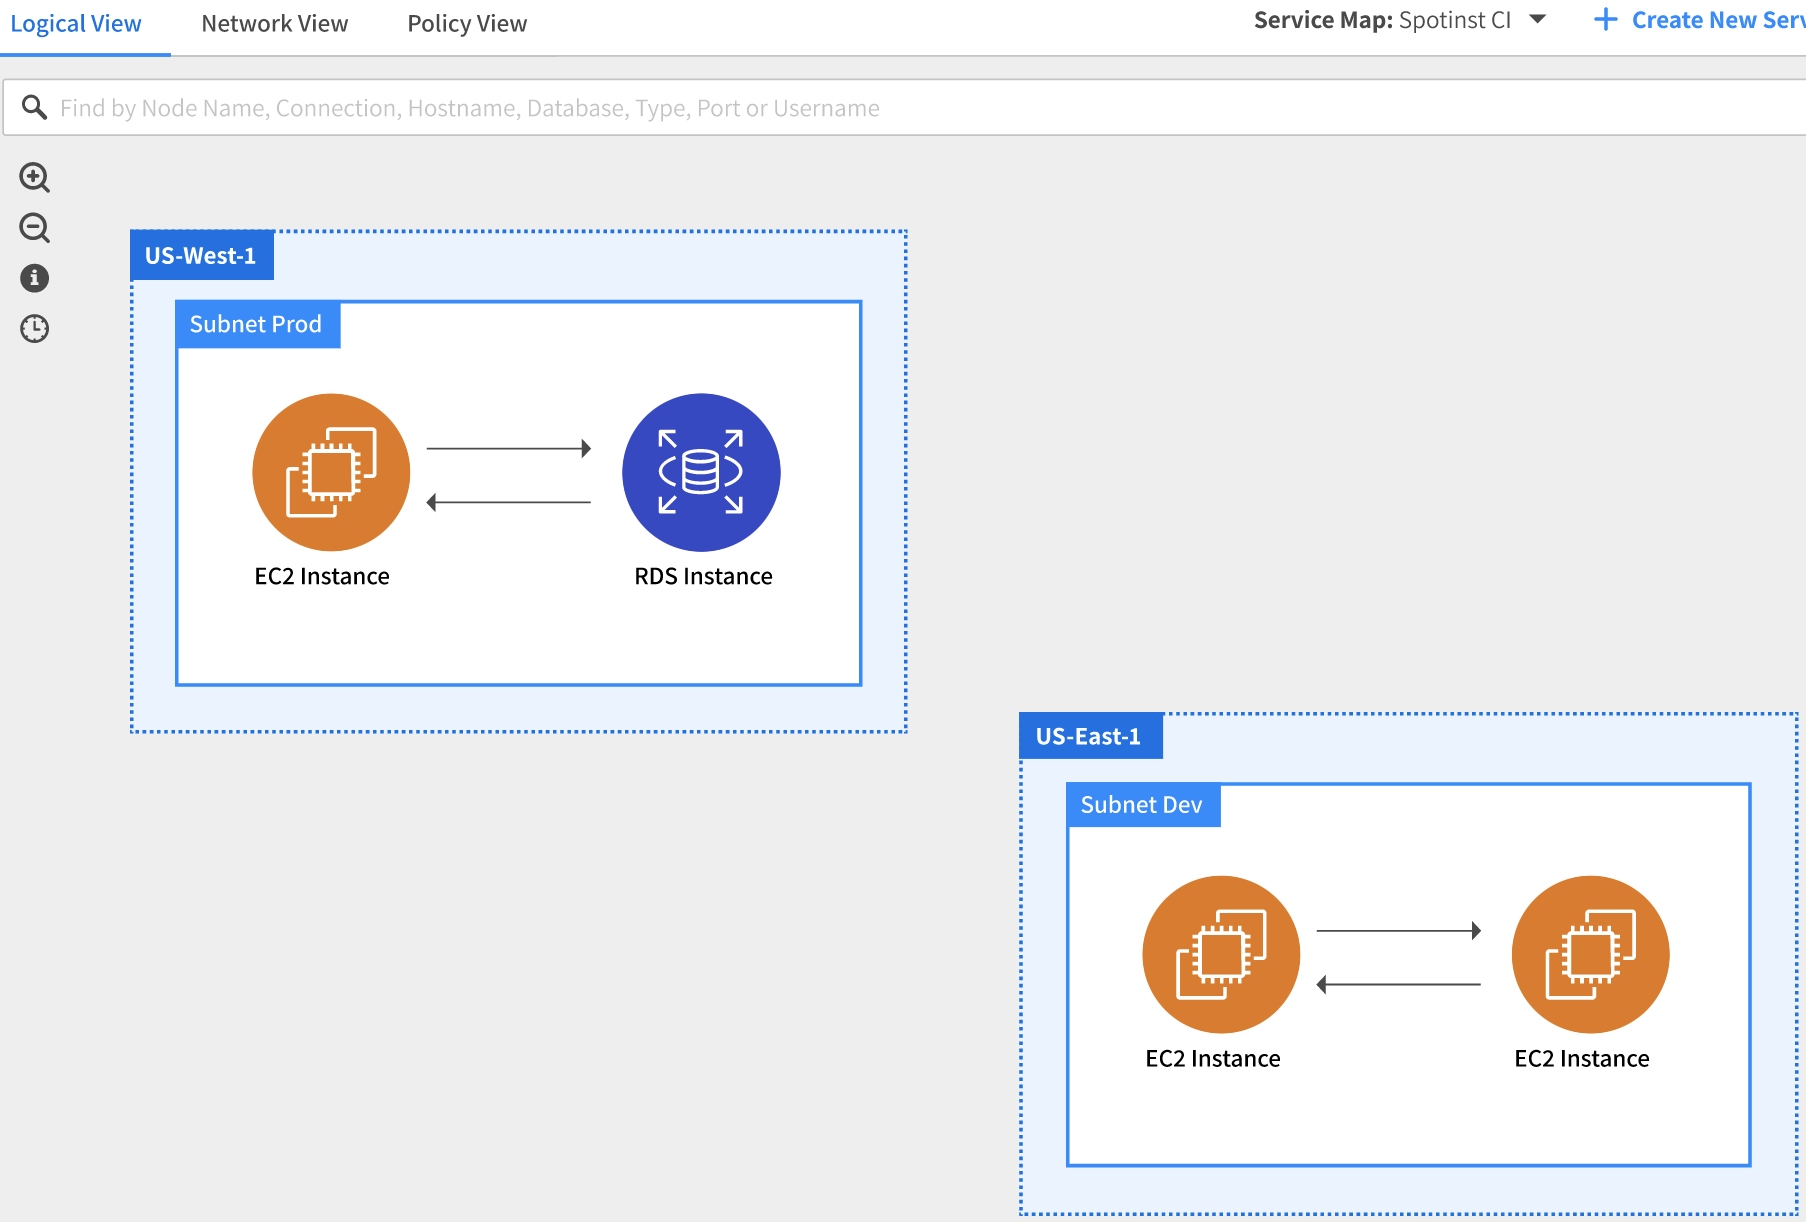 Logical View
Network View
Policy View
Service Map: Spotinst CI
Create New Serv
Find by Node Name, Connection, Hostname, Database, Type, Port or Username
US-West-1
Subnet Prod
EC2 Instance
RDS Instance
US-East-1
Subnet Dev
EC2 Instance
EC2 Instance